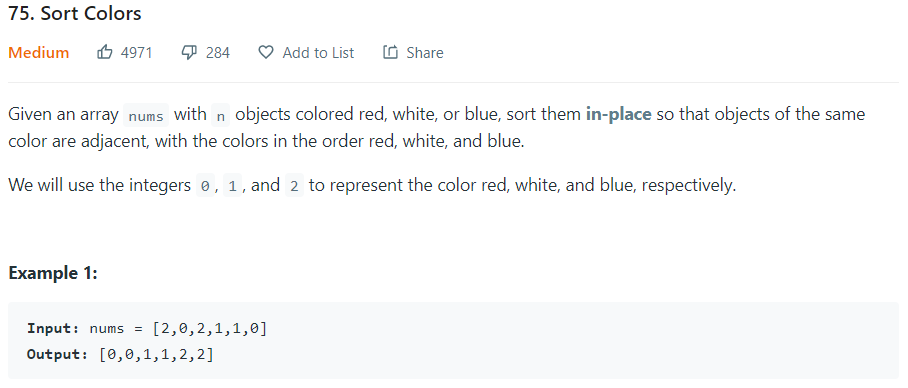 75. Sort Colors
Medium 4971 284 Add to List Share
Given an array nums with n objects colored red, white, or blue, sort them in-place so that objects of the same
color are adjacent, with the colors in the order red, white, and blue.
We will use the integers 0, 1, and 2 to represent the color red, white, and blue, respectively.
Example 1:
Input: nums = [2,0,2,1,1,0]
Output: [0,0,1,1,2,2]